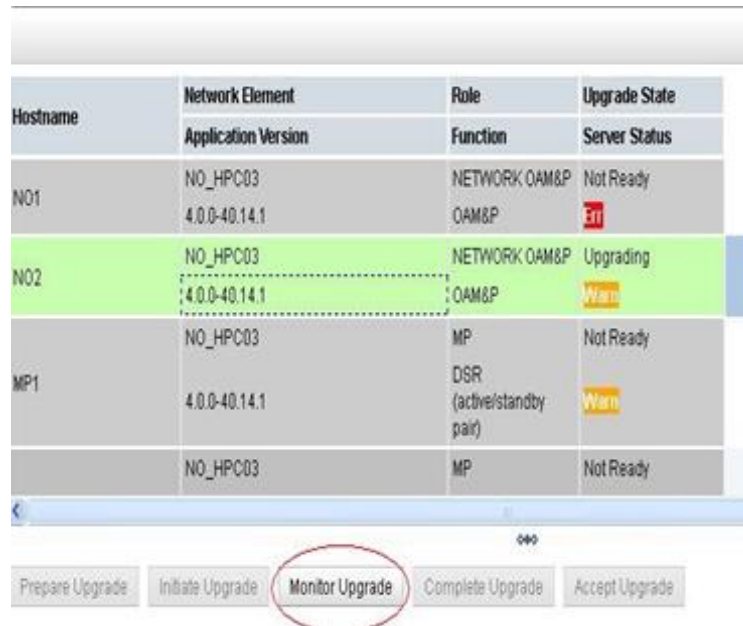 Hostname
Network Element
Role
Upgrade State
Application Version
Function
Server Status
NO1
NO_HPC03
NETWORK OAM&P
Not Ready
4.0.0-40.14.1
OAM&P
Err
NO2
NO_HPC03
NETWORK OAM&P
Upgrading
4.0.0-40.14.1
OAM&P
Warn
MP1
NO_HPC03
MP
Not Ready
4.0.0-40.14.1
DSR
(active/standby
pair)
Warn
NO_HPC03
MP
Not Ready
Prepare Upgrade
Initiate Upgrade
Monitor Upgrade
Complete Upgrade
Accept Upgrade